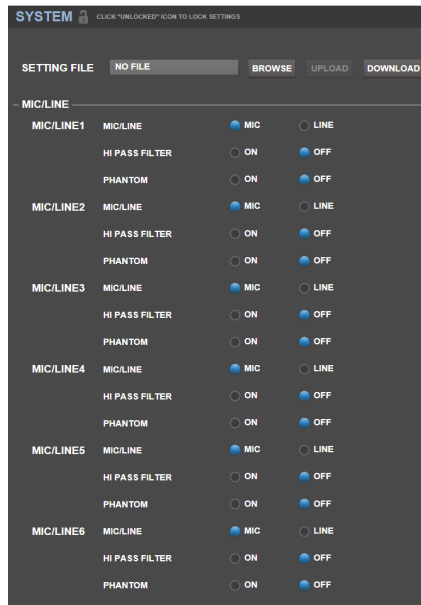 SYSTEM CLICK "UNLOCKED" ICON TO LOCK SETTINGS
SETTING FILE NO FILE BROWSE UPLOAD DOWNLOAD
MIC/LINE
MIC/LINE1 MIC/LINE MIC LINE
HI PASS FILTER ON OFF
PHANTOM ON OFF
MIC/LINE2 MIC/LINE MIC LINE
HI PASS FILTER ON OFF
PHANTOM ON OFF
MIC/LINE3 MIC/LINE MIC LINE
HI PASS FILTER ON OFF
PHANTOM ON OFF
MIC/LINE4 MIC/LINE MIC LINE
HI PASS FILTER ON OFF
PHANTOM ON OFF
MIC/LINE5 MIC/LINE MIC LINE
HI PASS FILTER ON OFF
PHANTOM ON OFF
MIC/LINE6 MIC/LINE MIC LINE
HI PASS FILTER ON OFF
PHANTOM ON OFF